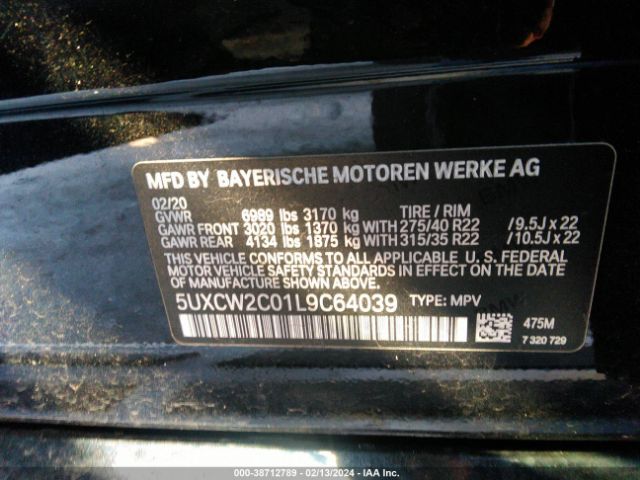 MFD BY BAYERISCHE MOTOREN WERKE AG
02/20
GVWR 6989 lbs 3170 kg TIRE / RIM
GAWR FRONT 3020 lbs 1370 kg WITH 275/40 R22 / 9.5J x 22
GAWR REAR 4134 lbs 1875 kg WITH 315/35 R22 / 10.5J x 22
THIS VEHICLE CONFORMS TO ALL APPLICABLE U. S. FEDERAL
MOTOR VEHICLE SAFETY STANDARDS IN EFFECT ON THE DATE OF
MANUFACTURE SHOWN ABOVE.
5UXCW2C01L9C64039 TYPE: MPV
475M
7 320 729
000-38712789 - 02/13/2024 - IAA Inc.